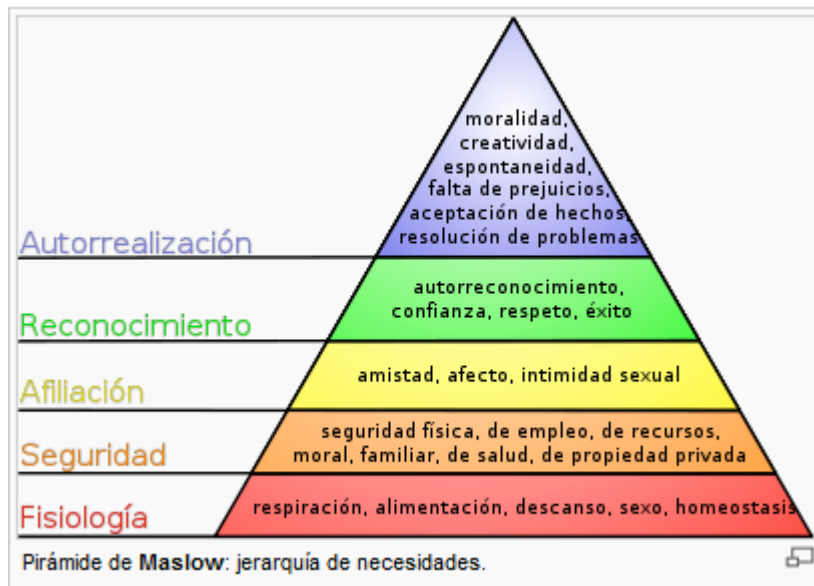 moralidad,
creatividad,
espontaneidad,
falta de prejuicios,
aceptación de hechos,
resolución de problemas
Autorrealización
autorreconocimiento,
confianza, respeto, éxito
Reconocimiento
amistad, afecto, intimidad sexual
Afiliación
seguridad física, de empleo, de recursos,
moral, familiar, de salud, de propiedad privada
Seguridad
respiración, alimentación, descanso, sexo, homeostasis
Fisiología
Pirámide de Maslow: jerarquía de necesidades.